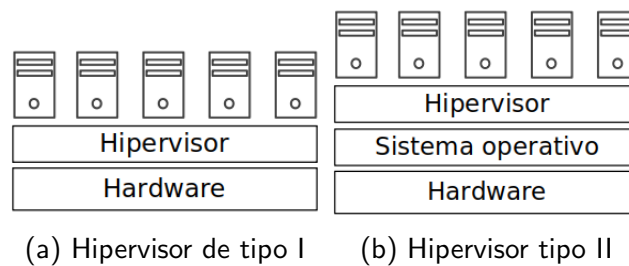 Hipervisor
Hardware
(a) Hipervisor de tipo I
Hipervisor
Sistema operativo
Hardware
(b) Hipervisor tipo II